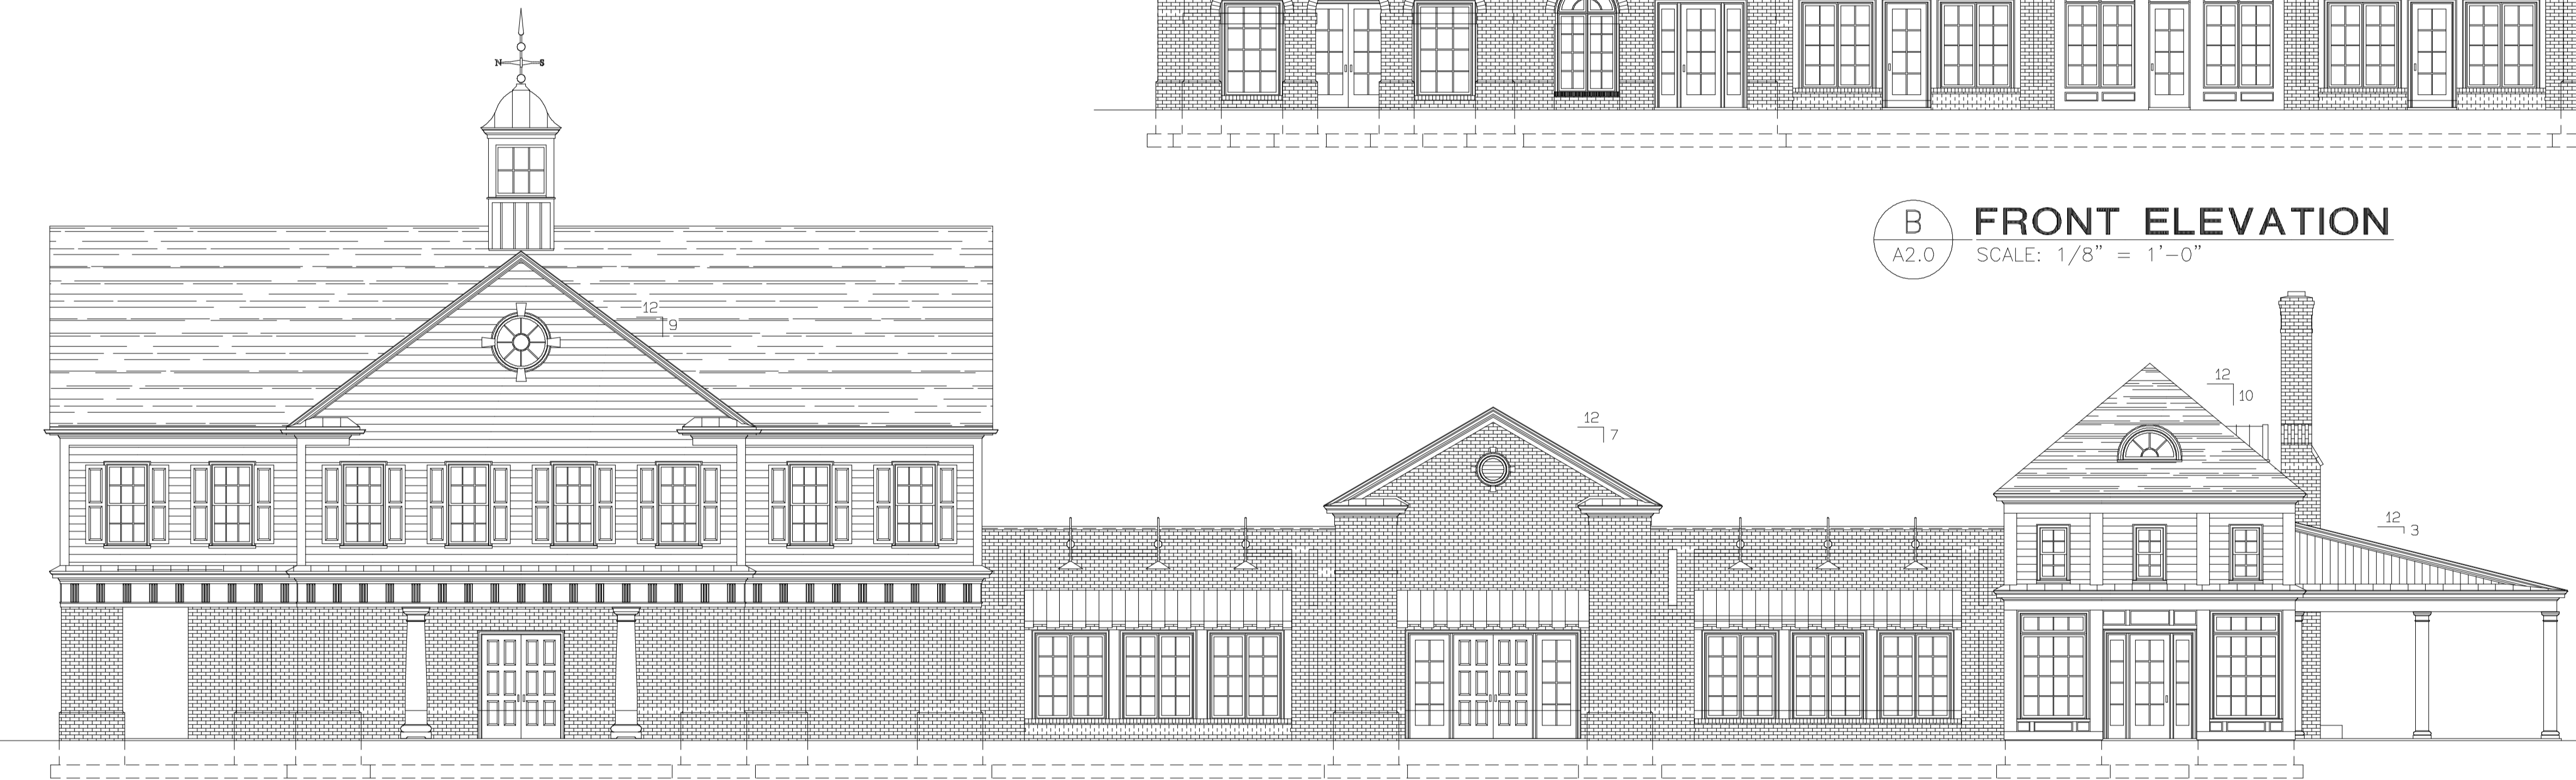 N S
B
A2.0
FRONT ELEVATION
SCALE: 1/8" = 1'-0"
12
9
12
10
12
7
12
3